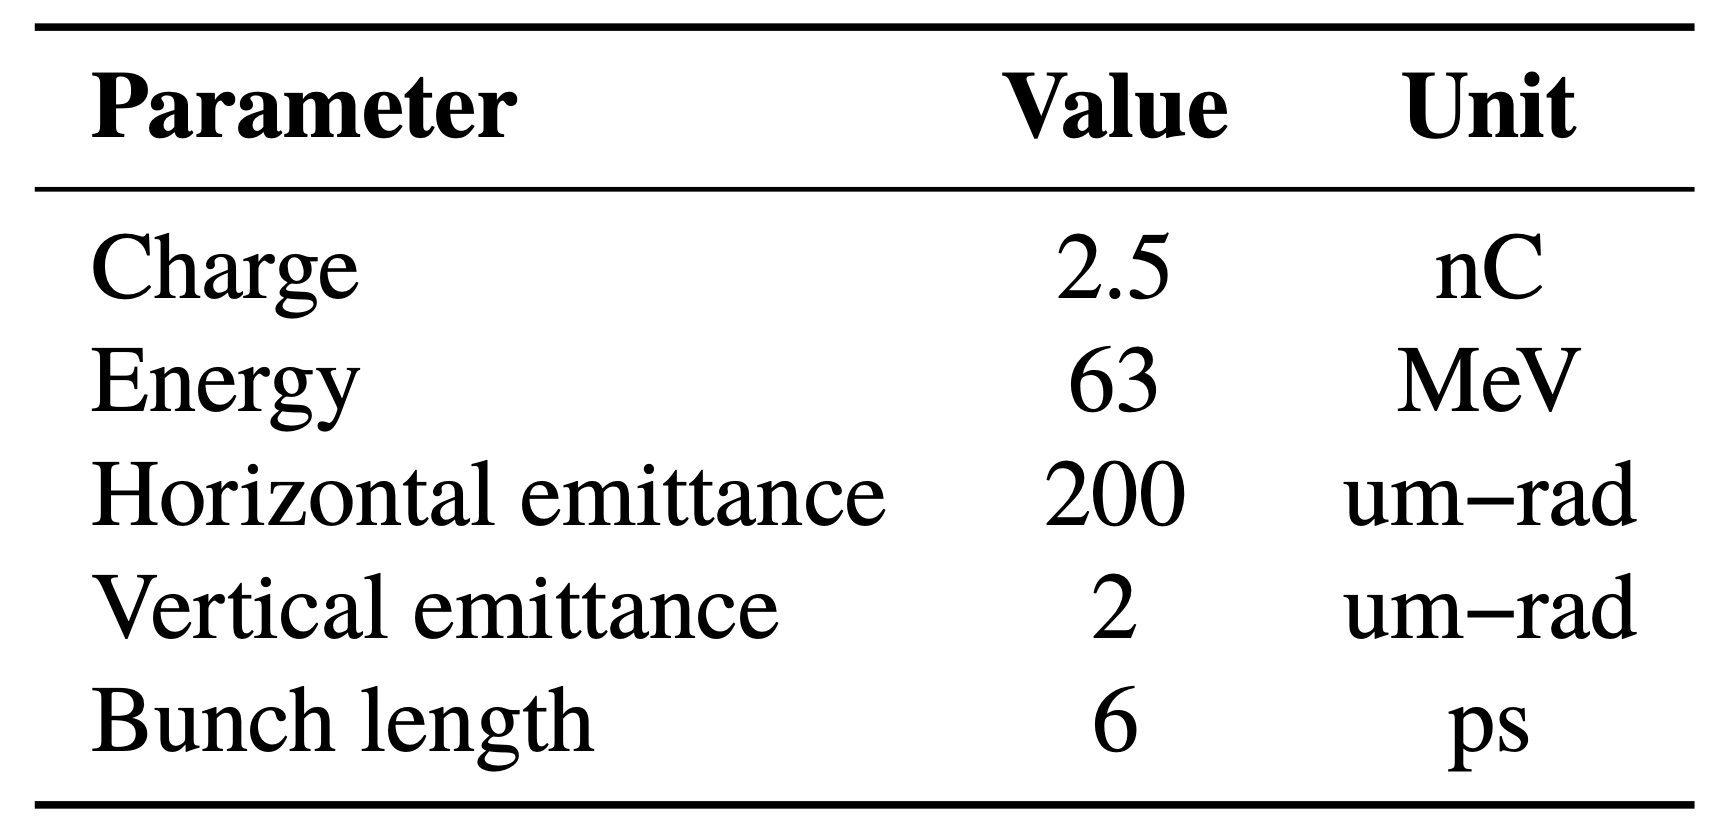 Parameter Value Unit
Charge 2.5 nC
Energy 63 MeV
Horizontal emittance 200 um−rad
Vertical emittance 2 um−rad
Bunch length 6 ps